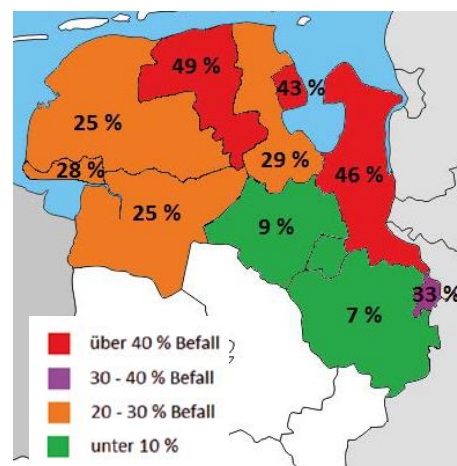 49 %
43 %
25 %
29 %
28 %
46 %
25 %
9 %
33 %
7 %
über 40 % Befall
30 - 40 % Befall
20 - 30 % Befall
unter 10 %